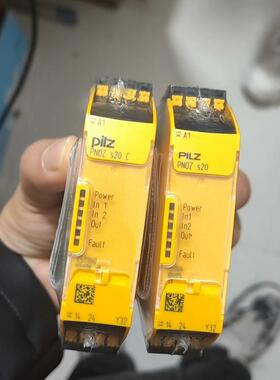 A1
pilz
PNOZ s20 C
Power
In 1
In 2
Out
Fault
14 24 Y32
A1
PILZ
PNOZ s20
Power
In1
In2
Out
Fault
14 24 Y32